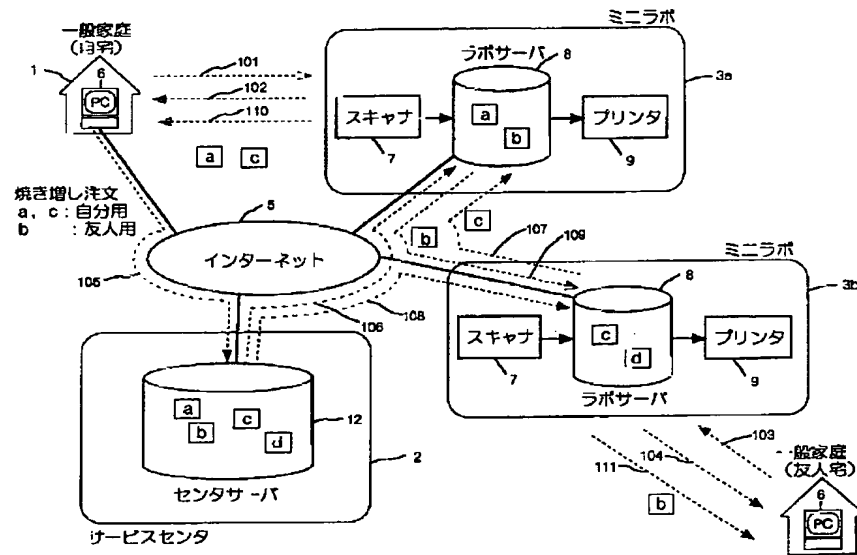 一般家庭
(自宅)
1
6
PC
101
102
110
a
c
ミニラボ
ラボサーバ
8
3a
スキャナ
a
b
プリンタ
7
9
焼き増し注文
a, c : 自分用
b : 友人用
5
インターネット
105
106
108
b
c
107
109
ミニラボ
8
3b
スキャナ
c
d
プリンタ
7
9
ラボサーバ
a
b
c
d
12
センタサーバ
2
サービスセンタ
103
104
111
b
一般家庭
(友人宅)
6
PC